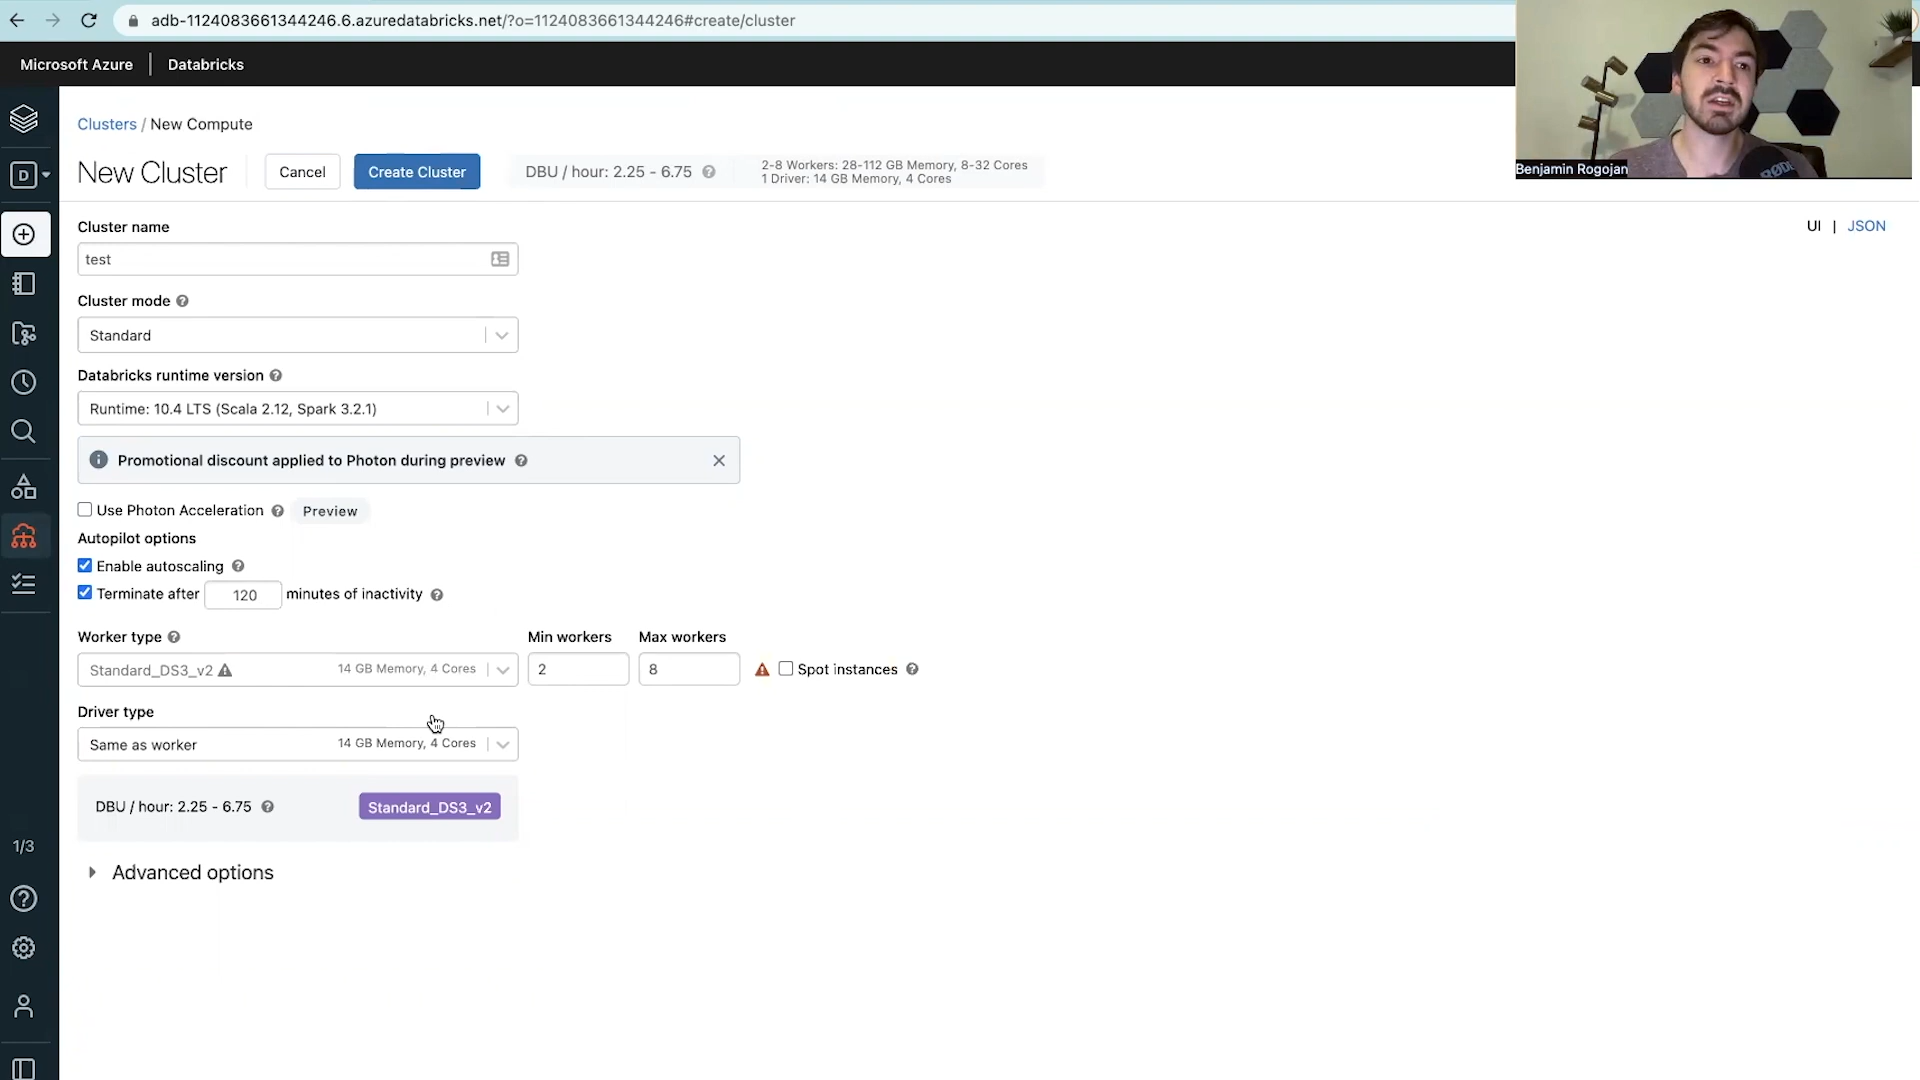 adb-1124083661344246.6.azuredatabricks.net/?o=1124083661344246#create/cluster
Microsoft Azure | Databricks
Benjamin Rogojan
RØDE
D
Clusters / New Compute
New Cluster
Cancel
Create Cluster
DBU / hour: 2.25 - 6.75
2-8 Workers: 28-112 GB Memory, 8-32 Cores
1 Driver: 14 GB Memory, 4 Cores
UI | JSON
Cluster name
test
Cluster mode
Standard
Databricks runtime version
Runtime: 10.4 LTS (Scala 2.12, Spark 3.2.1)
Promotional discount applied to Photon during preview
Use Photon Acceleration Preview
Autopilot options
Enable autoscaling
Terminate after 120 minutes of inactivity
Worker type Min workers Max workers
Standard_DS3_v2 14 GB Memory, 4 Cores 2 8 Spot instances
Driver type
Same as worker 14 GB Memory, 4 Cores
DBU / hour: 2.25 - 6.75 Standard_DS3_v2
1/3
Advanced options